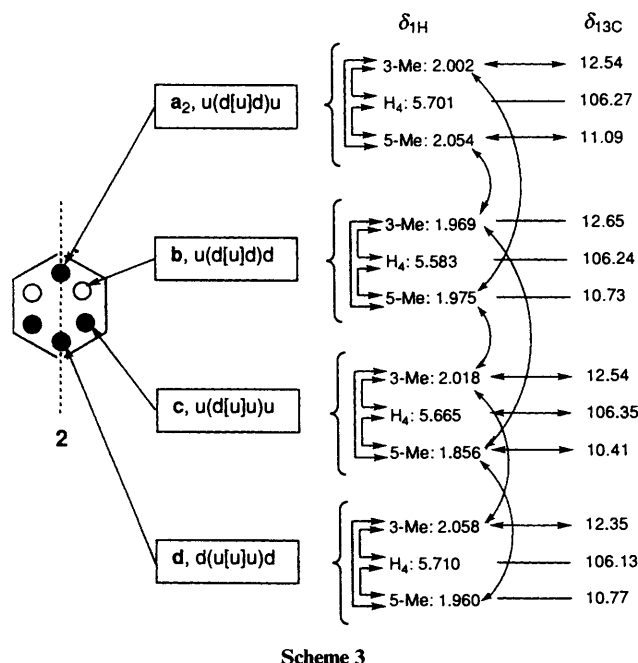 δ1H δ13C
3-Me: 2.002 12.54
a2, u(d[u]d)u H4: 5.701 106.27
5-Me: 2.054 11.09
3-Me: 1.969 12.65
b, u(d[u]d)d H4: 5.583 106.24
5-Me: 1.975 10.73
3-Me: 2.018 12.54
c, u(d[u]u)u H4: 5.665 106.35
2
5-Me: 1.856 10.41
3-Me: 2.058 12.35
d, d(u[u]u)d H4: 5.710 106.13
5-Me: 1.960 10.77
Scheme 3